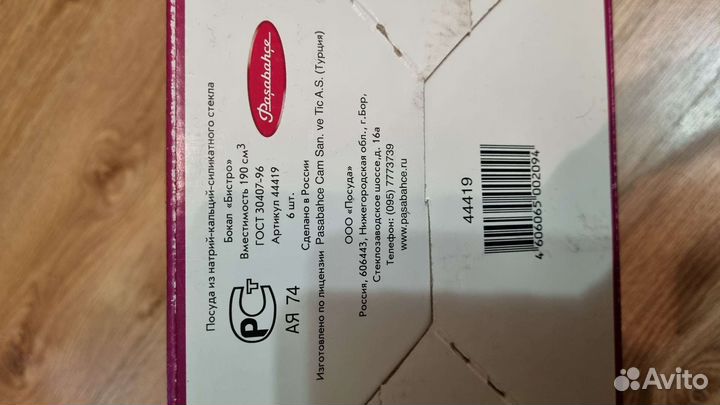 Paşabahçe
Посуда из натрий-кальций-силикатного стекла
Бокал «Бистро»
Вместимость 190 см3
ГОСТ 30407-96
Артикул 44419
6 шт.
Сделано в России
Изготовлено по лицензии Pasabahce Cam San. ve Tic A.S. (Турция)
РСТ
АЯ 74
ООО «Посуда»
Россия, 606443, Нижегородская обл., г.Бор,
Стеклозаводское шоссе,д. 16а
Телефон: (095) 7773739
www.pasabahce.ru
44419
4 606065 002094
Avito